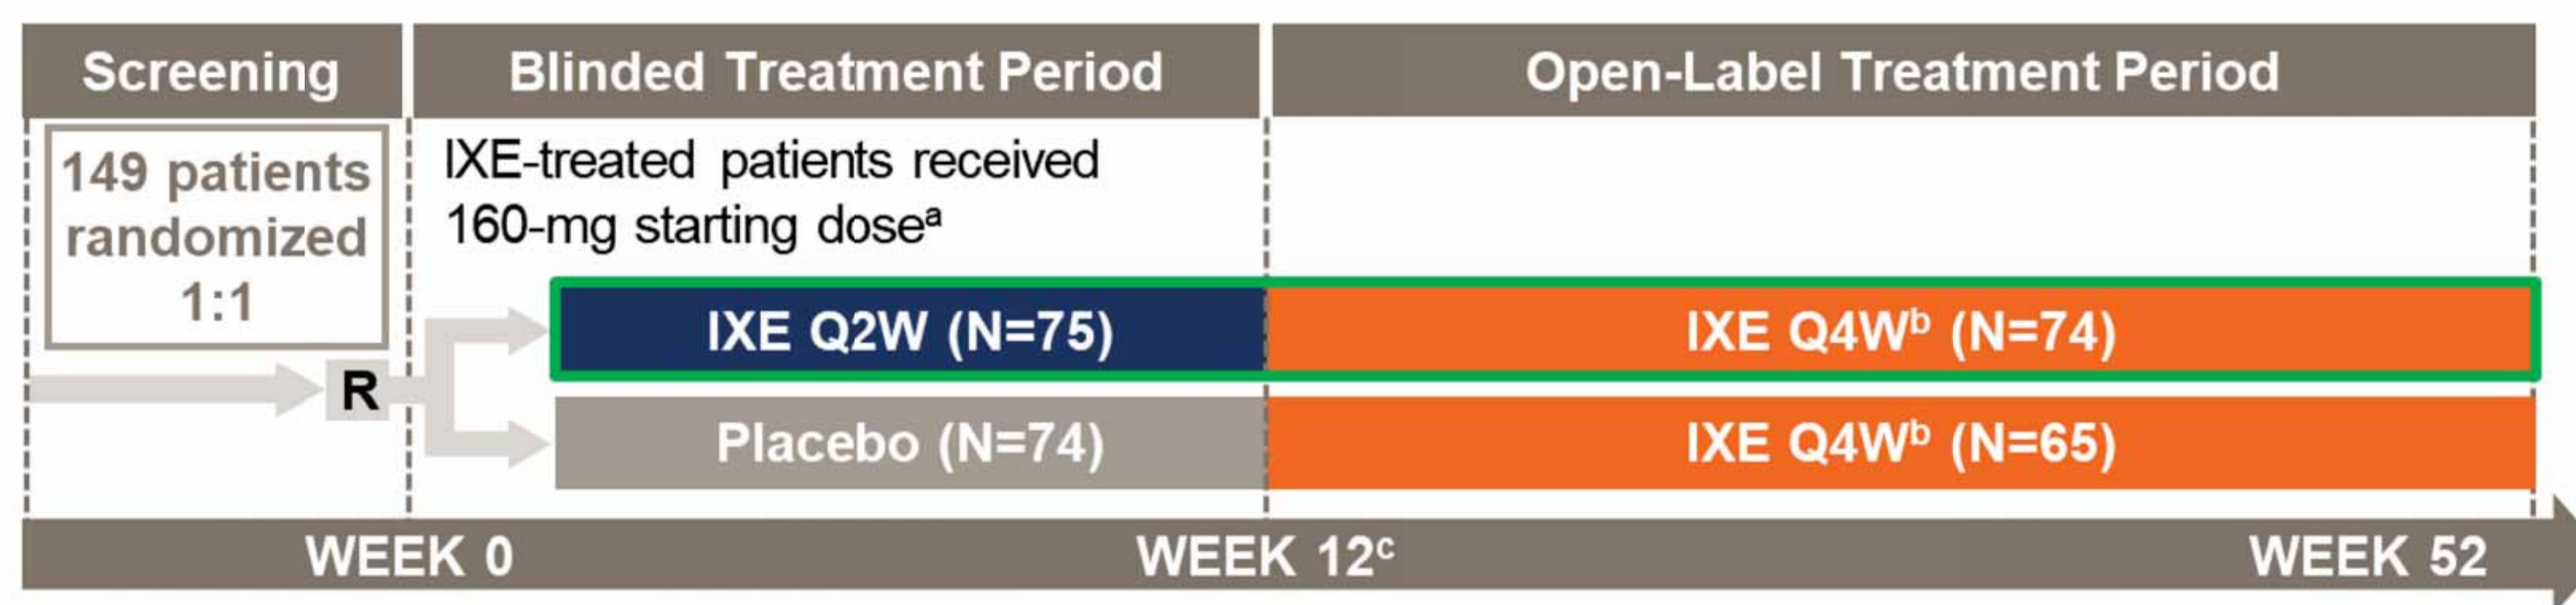 Screening
Blinded Treatment Period
Open-Label Treatment Period
149 patients
randomized
1:1
IXE-treated patients received
160-mg starting doseᵃ
R
IXE Q2W (N=75)
IXE Q4Wᵇ (N=74)
Placebo (N=74)
IXE Q4Wᵇ (N=65)
WEEK 0
WEEK 12ᶜ
WEEK 52